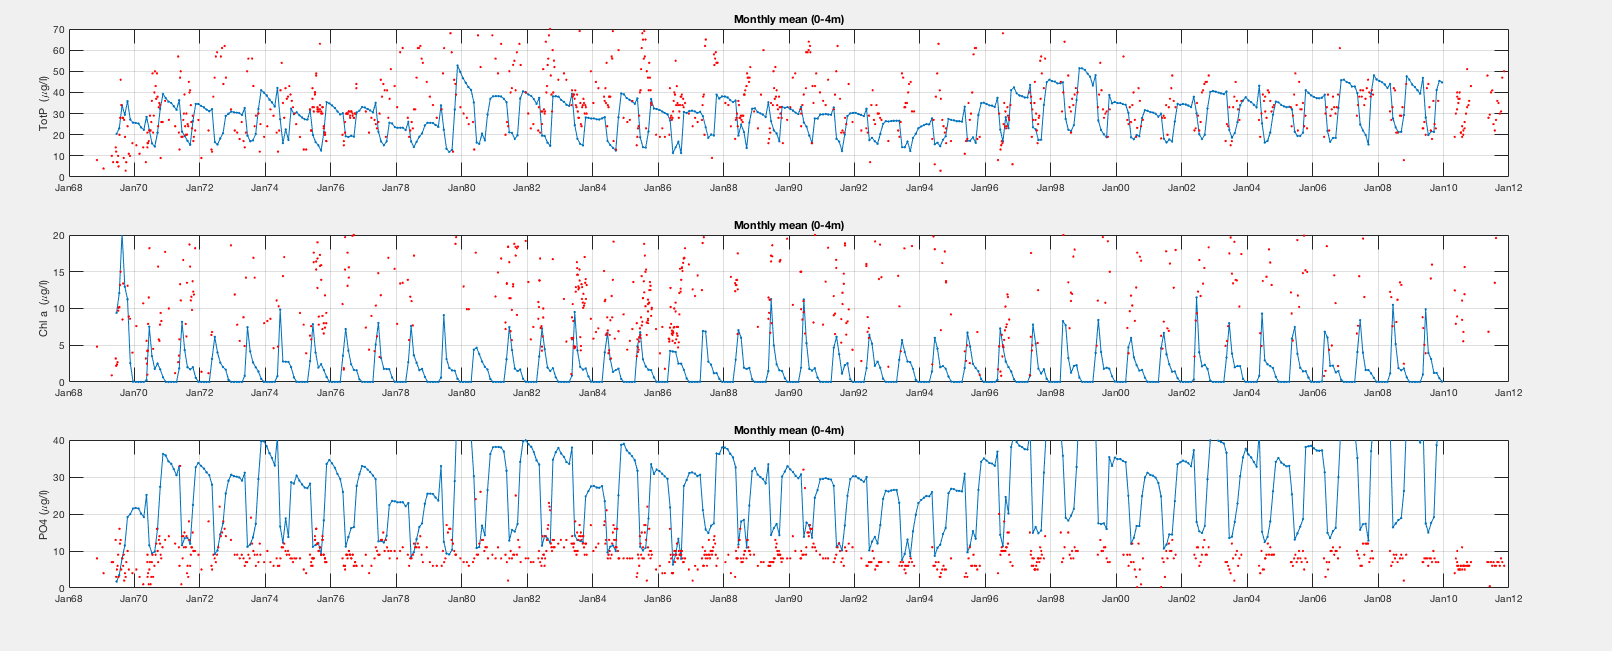 Monthly mean (0-4m)
TotP (µg/l)
70
60
50
40
30
20
10
0
Jan68 Jan70 Jan72 Jan74 Jan76 Jan78 Jan80 Jan82 Jan84 Jan86 Jan88 Jan90 Jan92 Jan94 Jan96 Jan98 Jan00 Jan02 Jan04 Jan06 Jan08 Jan10 Jan12
Monthly mean (0-4m)
Chl a (µg/l)
20
15
10
5
0
Jan68 Jan70 Jan72 Jan74 Jan76 Jan78 Jan80 Jan82 Jan84 Jan86 Jan88 Jan90 Jan92 Jan94 Jan96 Jan98 Jan00 Jan02 Jan04 Jan06 Jan08 Jan10 Jan12
Monthly mean (0-4m)
PO4 (µg/l)
40
30
20
10
0
Jan68 Jan70 Jan72 Jan74 Jan76 Jan78 Jan80 Jan82 Jan84 Jan86 Jan88 Jan90 Jan92 Jan94 Jan96 Jan98 Jan00 Jan02 Jan04 Jan06 Jan08 Jan10 Jan12